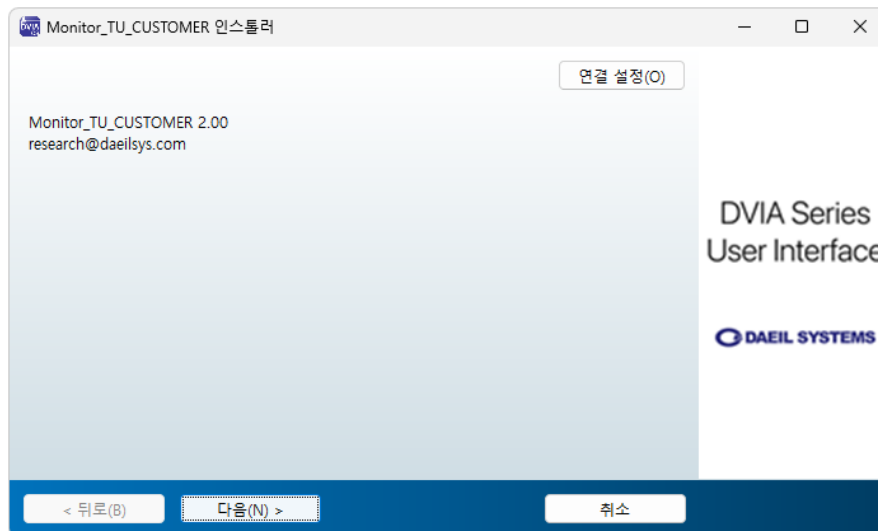 Monitor_TU_CUSTOMER 인스톨러
연결 설정(O)
Monitor_TU_CUSTOMER 2.00
research@daeilsys.com
DVIA Series
User Interface
DAEIL SYSTEMS
< 뒤로(B)
다음(N) >
취소